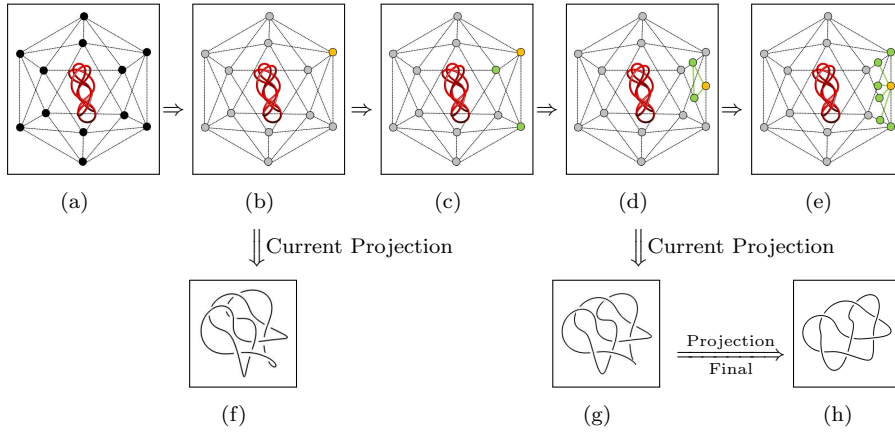 (a)
(b)
(c)
(d)
(e)
Current Projection
Current Projection
Projection
Final
(f)
(g)
(h)